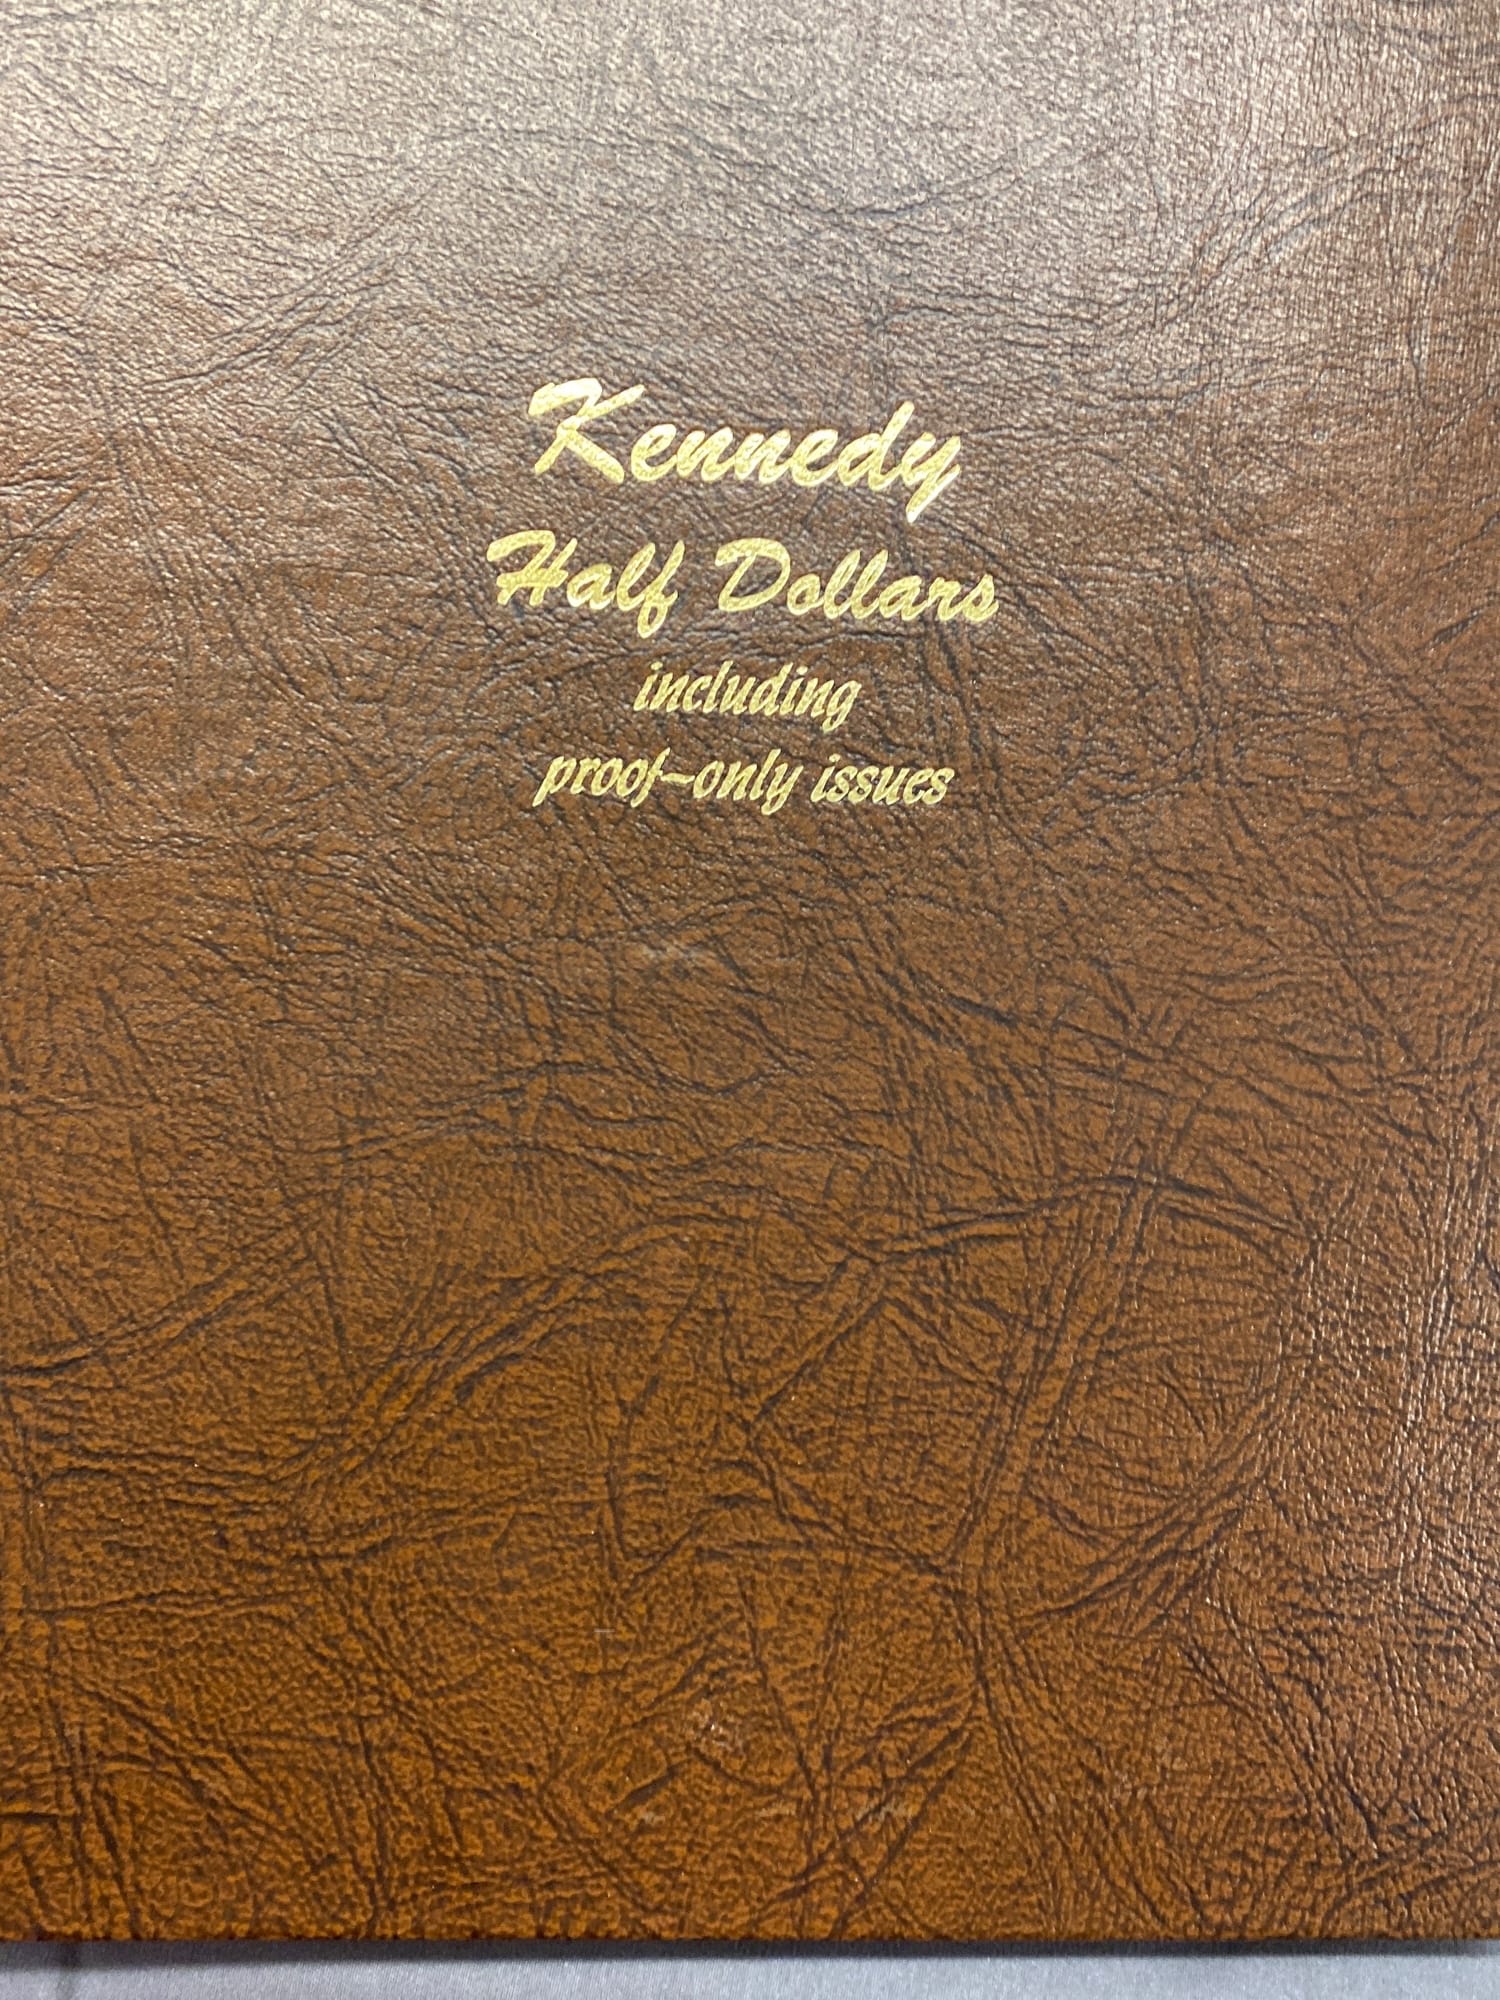 Kennedy
Half Dollars
including
proof-only issues